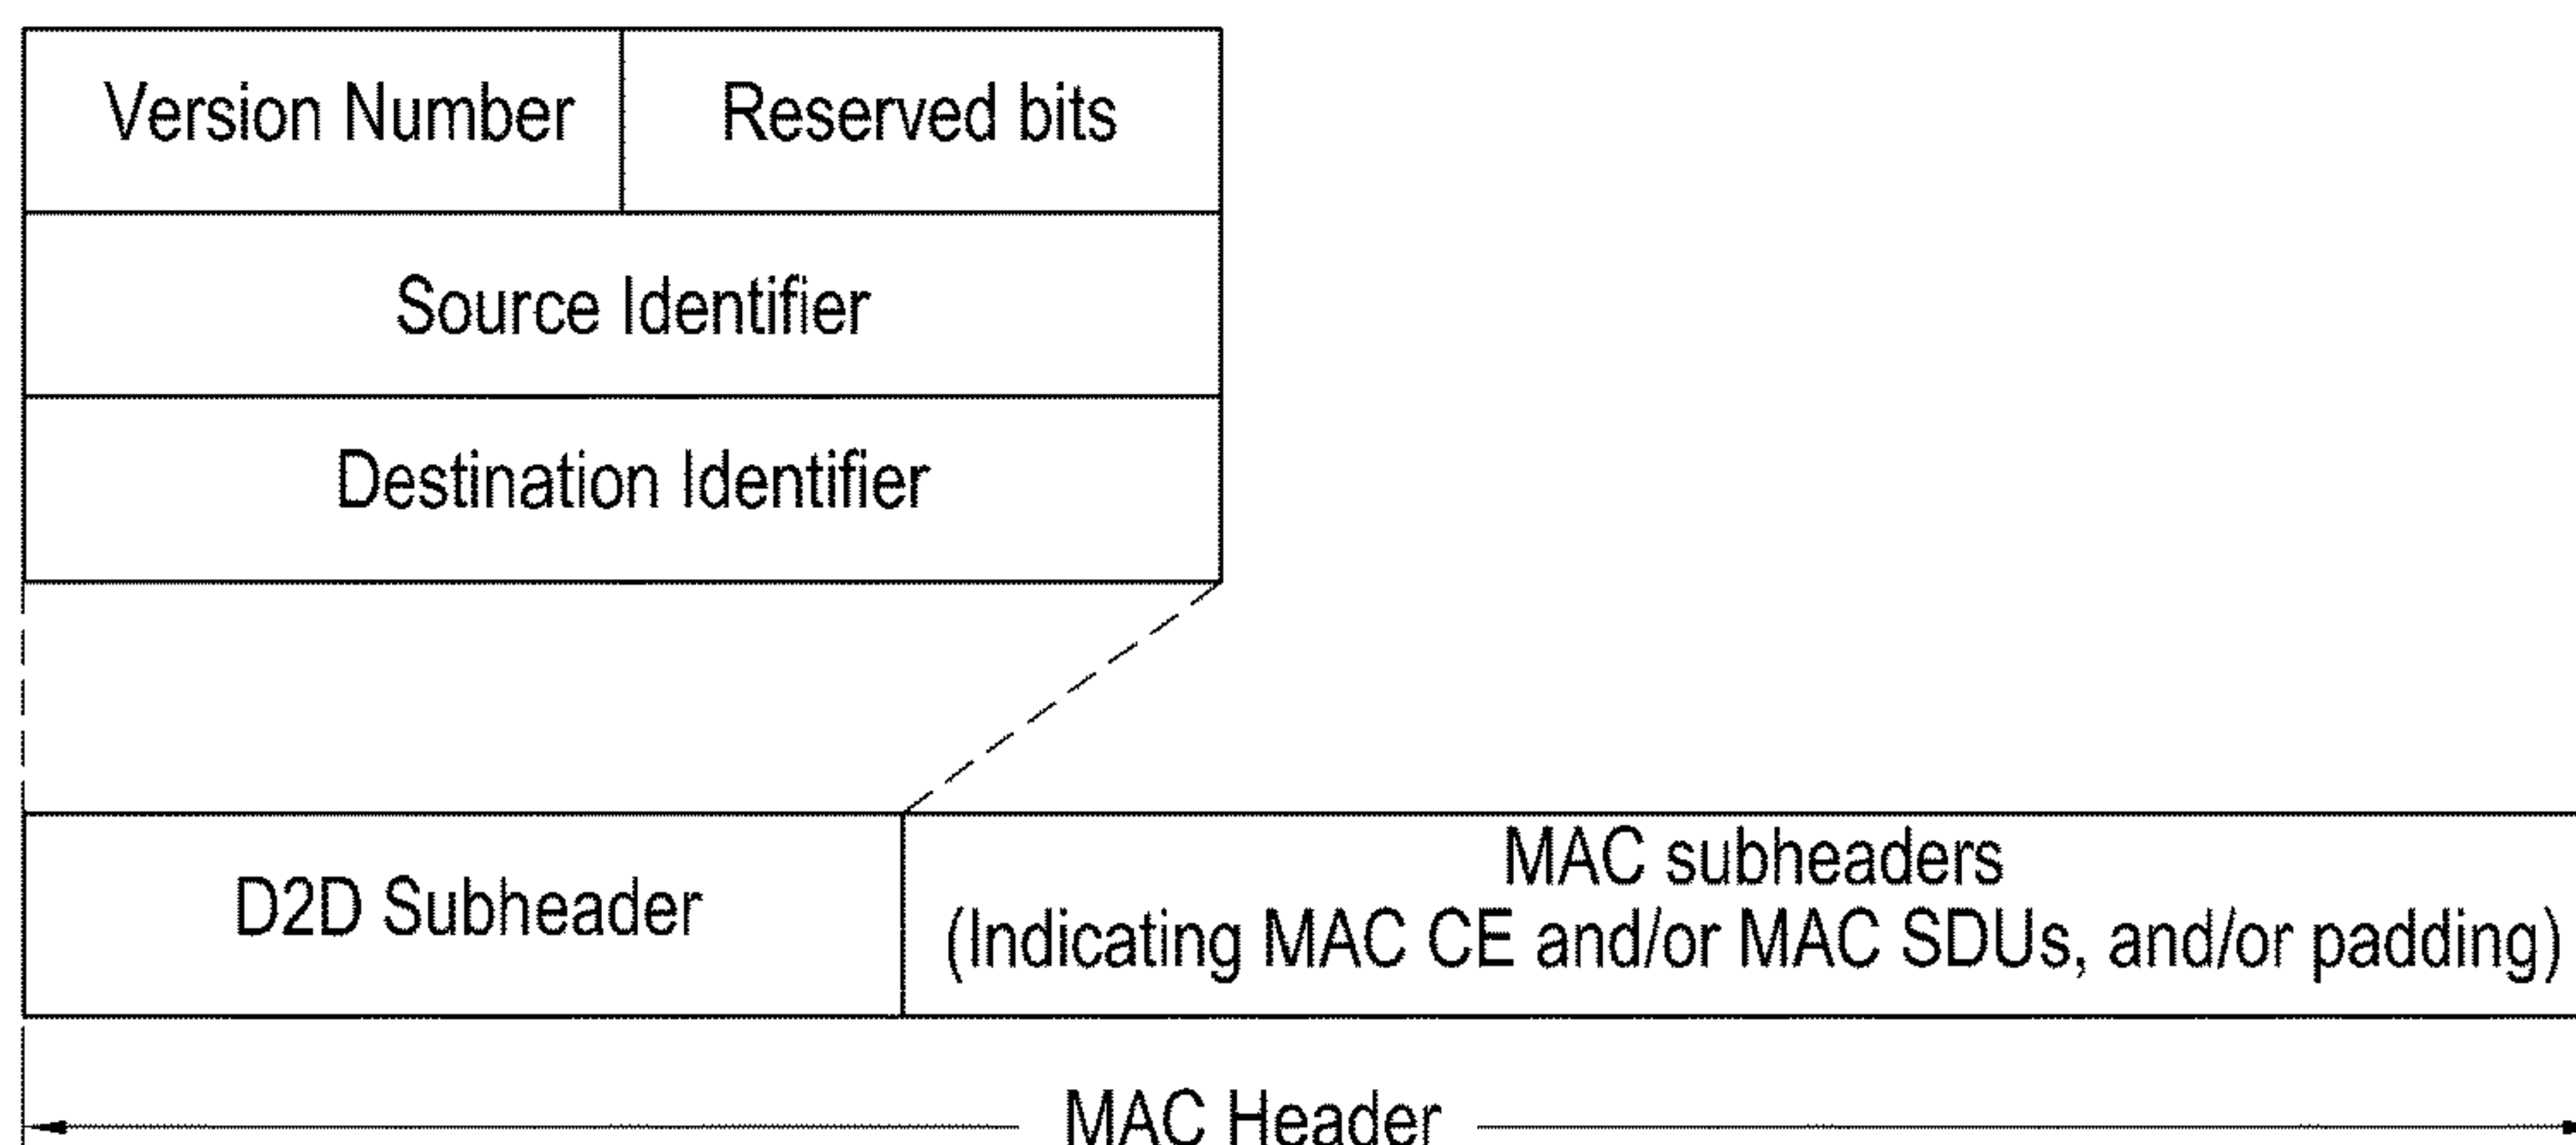 Version Number
Reserved bits
Source Identifier
Destination Identifier
D2D Subheader
MAC subheaders
(Indicating MAC CE and/or MAC SDUs, and/or padding)
MAC Header